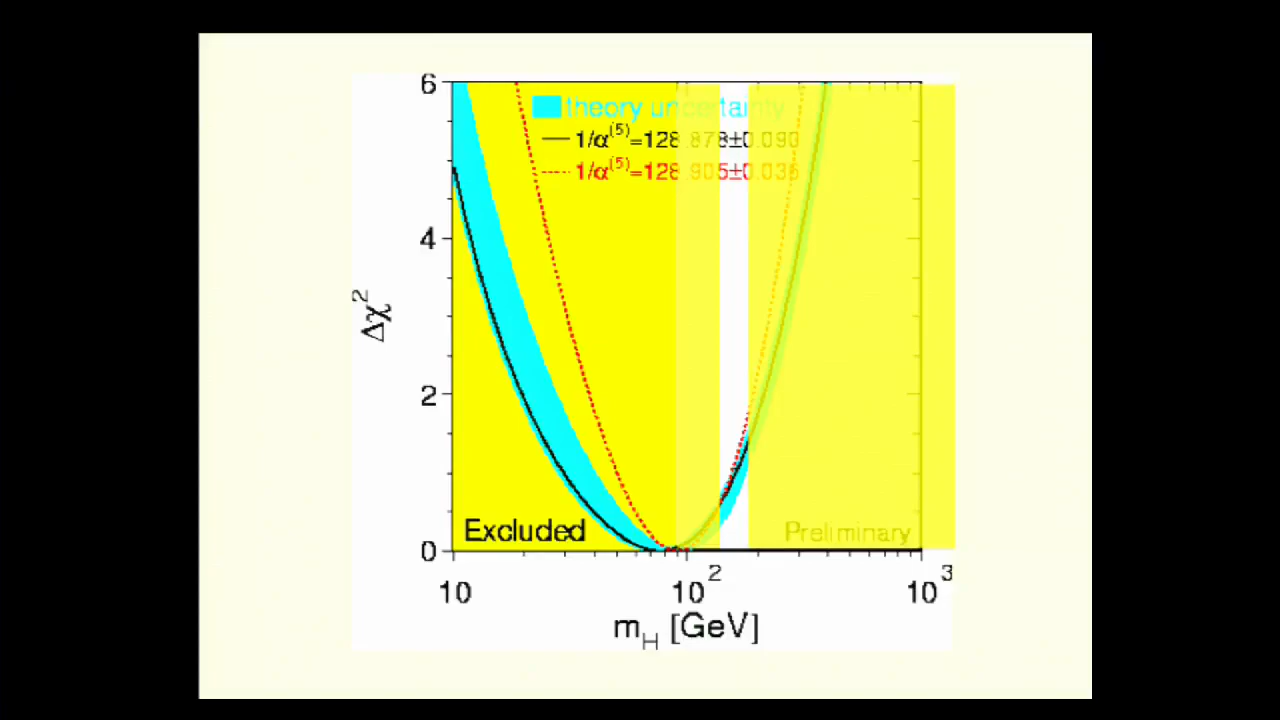 6
theory uncertainty
1/α(5)=128.878±0.090
1/α(5)=128.905±0.036
4
Δχ2
2
Excluded
Preliminary
0
10
10 2
10 3
mH [GeV]